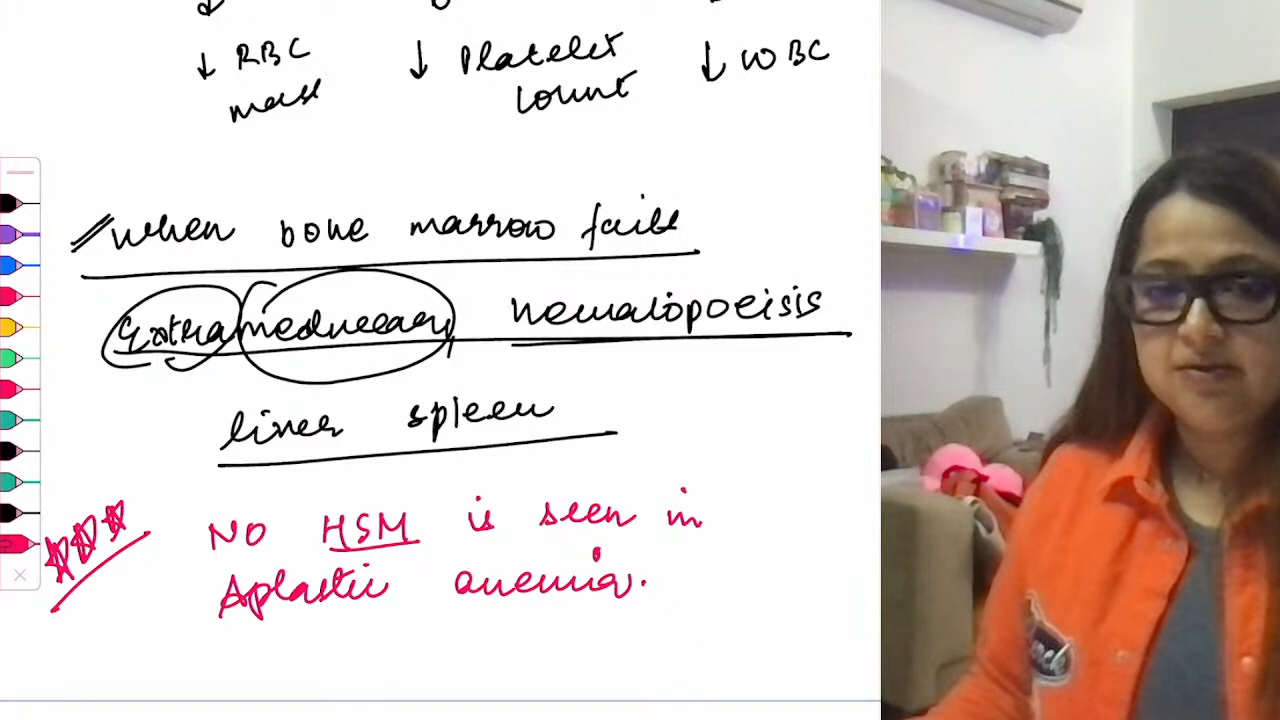 ↓ RBC mass ↓ Platelet count ↓ WBC
When bone marrow fails
Extramedullary hematopoeisis
liver spleen
No HSM is seen in
Aplastic anemia.